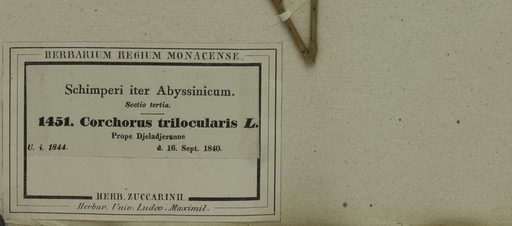 HERBARIUM REGIUM MONACENSE.
Schimperi iter Abyssinicum.
Sectio tertia.
1451. Corchorus trilocularis L.
Prope Djeladjeranne
U. i. 1844. d. 16. Sept. 1840.
HERB. ZUCCARINII.
Herbar. Univ. Ludov. Maximil.